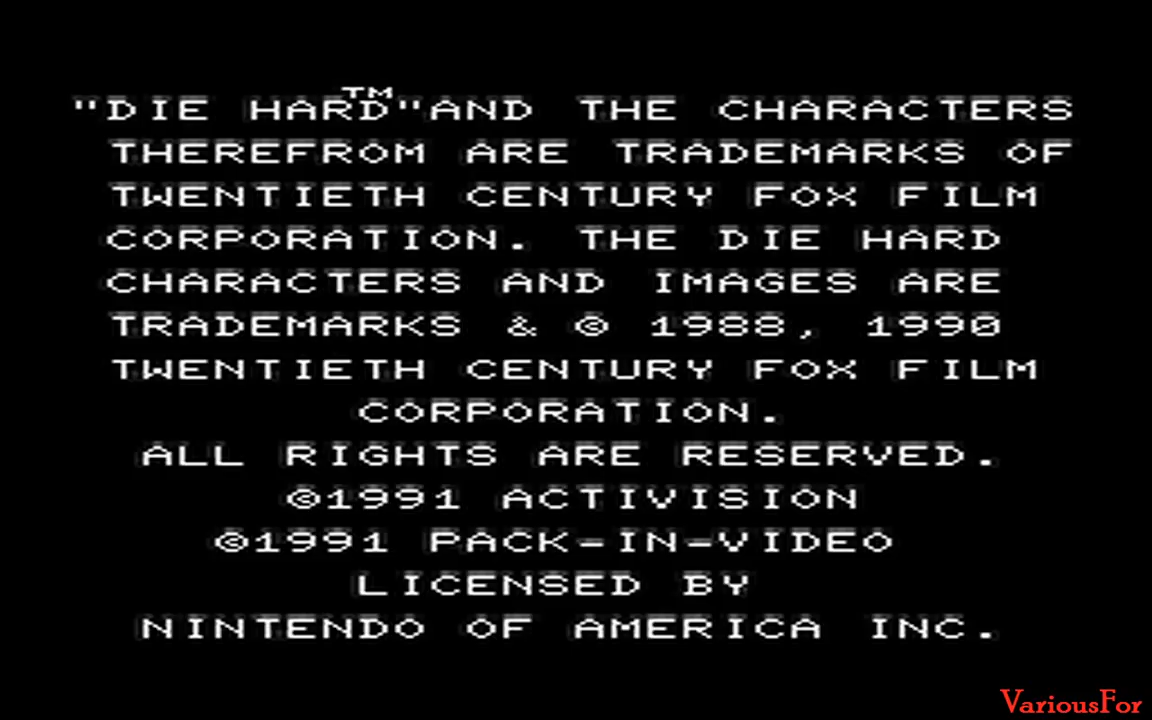 "DIE HARD™"AND THE CHARACTERS
THEREFROM ARE TRADEMARKS OF
TWENTIETH CENTURY FOX FILM
CORPORATION. THE DIE HARD
CHARACTERS AND IMAGES ARE
TRADEMARKS & © 1988, 1990
TWENTIETH CENTURY FOX FILM
CORPORATION.
ALL RIGHTS ARE RESERVED.
©1991 ACTIVISION
©1991 PACK-IN-VIDEO
LICENSED BY
NINTENDO OF AMERICA INC.
VariousFor